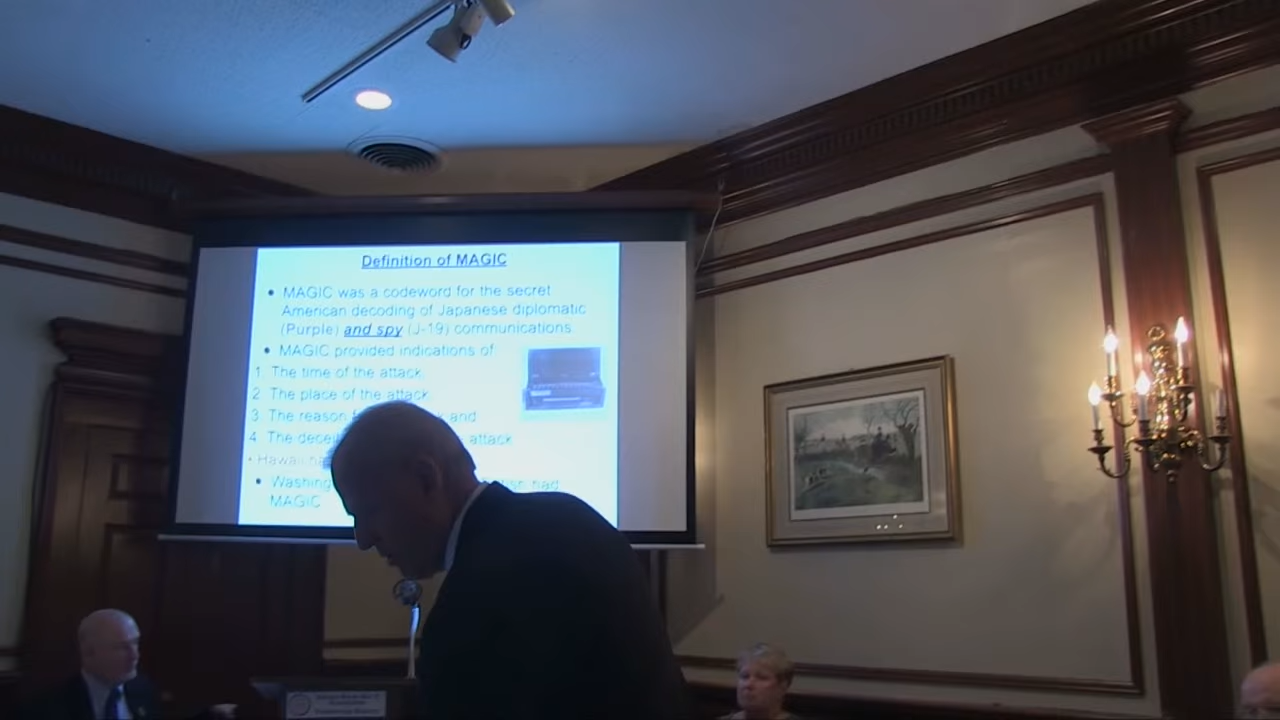 Definition of MAGIC
• MAGIC was a codeword for the secret
American decoding of Japanese diplomatic
(Purple) and spy (J-19) communications.
• MAGIC provided indications of
1. The time of the attack,
2 The place of the attack,
3. The reason and
4. The attack
• Hawaii
• had
MAGIC